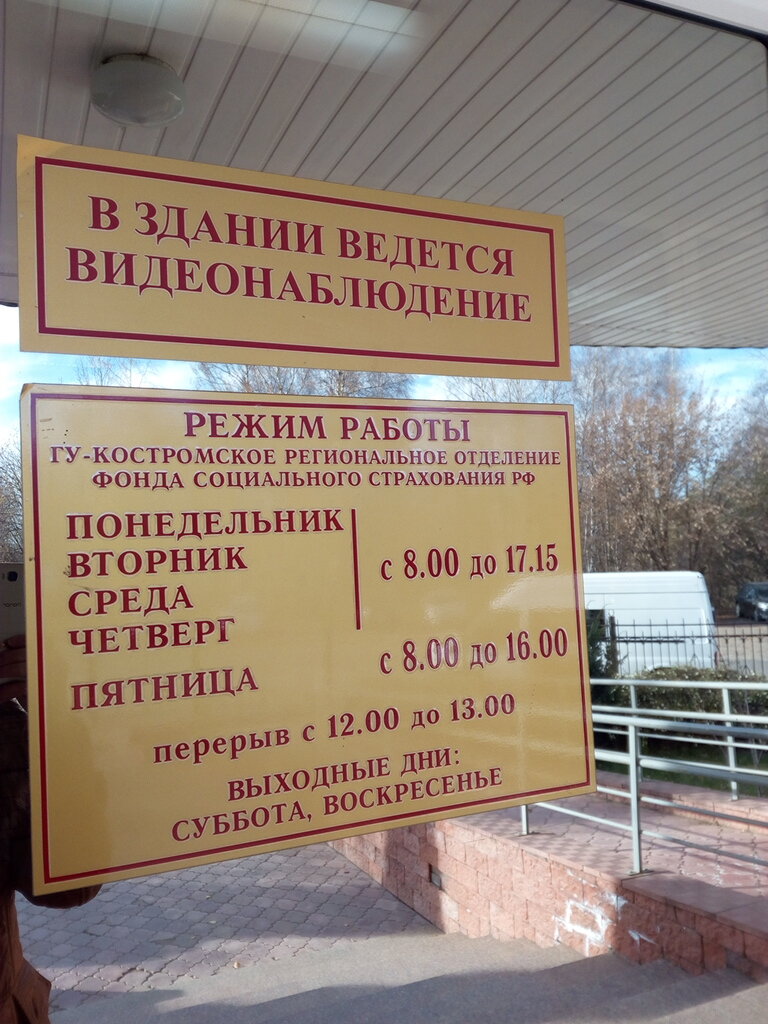 В ЗДАНИИ ВЕДЕТСЯ
ВИДЕОНАБЛЮДЕНИЕ
РЕЖИМ РАБОТЫ
ГУ-КОСТРОМСКОЕ РЕГИОНАЛЬНОЕ ОТДЕЛЕНИЕ
ФОНДА СОЦИАЛЬНОГО СТРАХОВАНИЯ РФ
ПОНЕДЕЛЬНИК
ВТОРНИК
СРЕДА
ЧЕТВЕРГ
с 8.00 до 17.15
ПЯТНИЦА
с 8.00 до 16.00
перерыв с 12.00 до 13.00
ВЫХОДНЫЕ ДНИ:
СУББОТА, ВОСКРЕСЕНЬЕ